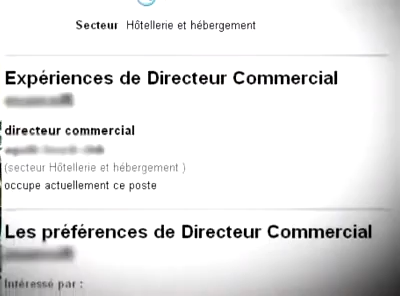 Secteur Hôtellerie et hébergement
Expériences de Directeur Commercial
directeur commercial
(secteur Hôtellerie et hébergement )
occupe actuellement ce poste
Les préférences de Directeur Commercial
Intéressé par :